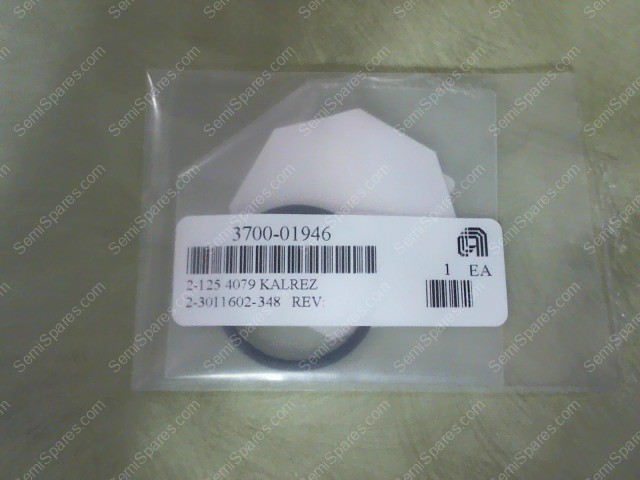 3700-01946
1 EA
2-125 4079 KALREZ
2-3011602-348 REV:
SemiSpares.com